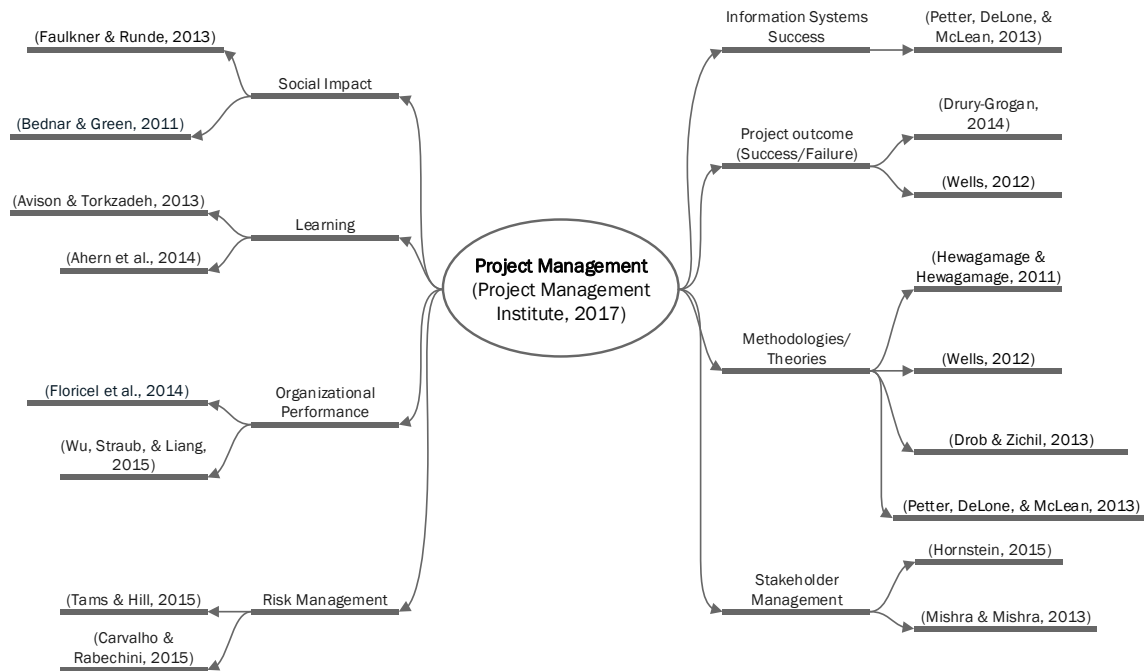 (Faulkner & Runde, 2013)
Social Impact
(Bednar & Green, 2011)
(Avison & Torkzadeh, 2013)
Learning
(Ahern et al., 2014)
(Floricel et al., 2014)
Organizational
Performance
(Wu, Straub, & Liang,
2015)
(Tams & Hill, 2015)
Risk Management
(Carvalho &
Rabechini, 2015)
Project Management
(Project Management
Institute, 2017)
Information Systems
Success
(Petter, DeLone, &
McLean, 2013)
Project outcome
(Success/Failure)
(Drury-Grogan,
2014)
(Wells, 2012)
Methodologies/
Theories
(Hewagamage &
Hewagamage, 2011)
(Wells, 2012)
(Drob & Zichil, 2013)
(Petter, DeLone, & McLean, 2013)
Stakeholder
Management
(Hornstein, 2015)
(Mishra & Mishra, 2013)